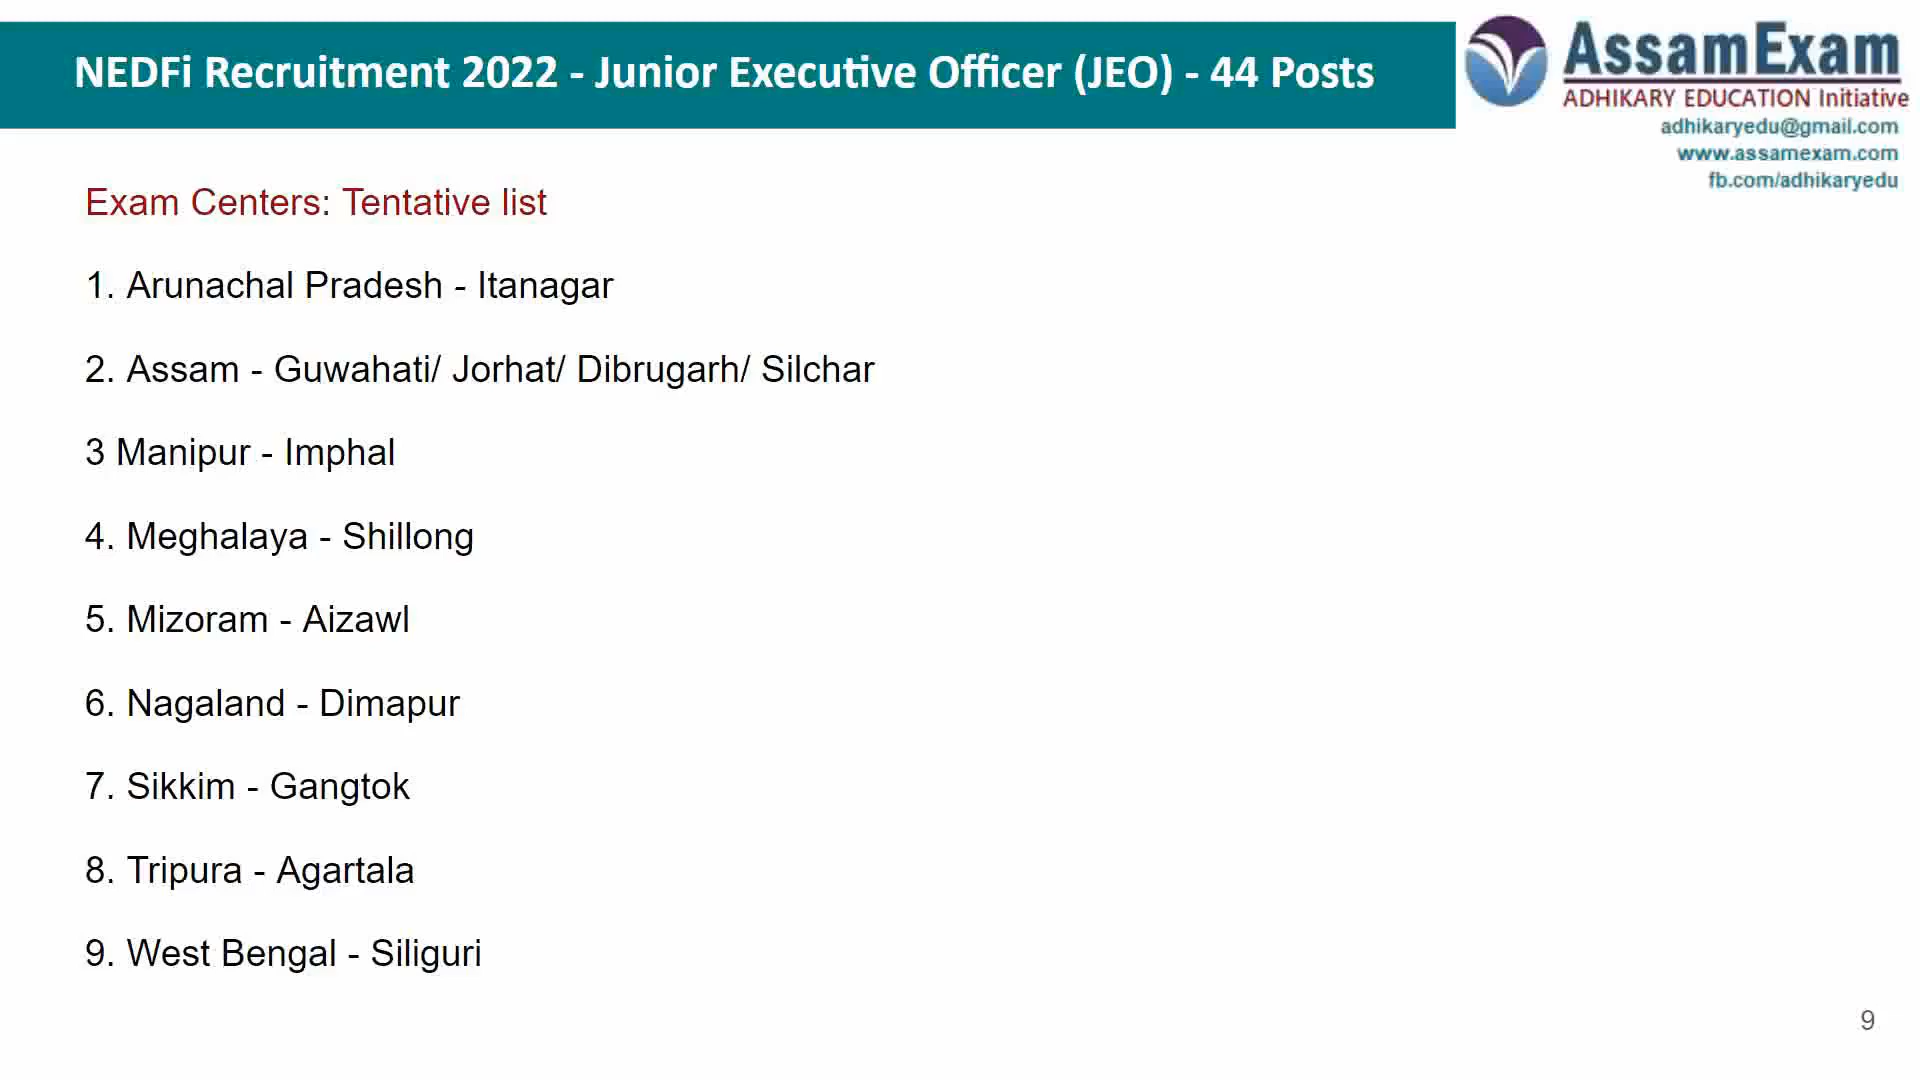 NEDFi Recruitment 2022 - Junior Executive Officer (JEO) - 44 Posts
AssamExam
ADHIKARY EDUCATION Initiative
adhikaryedu@gmail.com
www.assamexam.com
fb.com/adhikaryedu
Exam Centers: Tentative list
1. Arunachal Pradesh - Itanagar
2. Assam - Guwahati/ Jorhat/ Dibrugarh/ Silchar
3 Manipur - Imphal
4. Meghalaya - Shillong
5. Mizoram - Aizawl
6. Nagaland - Dimapur
7. Sikkim - Gangtok
8. Tripura - Agartala
9. West Bengal - Siliguri
9